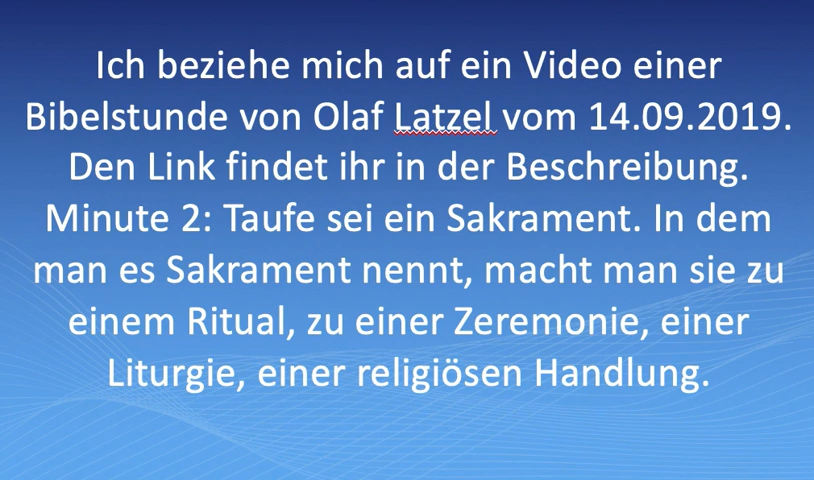 Ich beziehe mich auf ein Video einer
Bibelstunde von Olaf Latzel vom 14.09.2019.
Den Link findet ihr in der Beschreibung.
Minute 2: Taufe sei ein Sakrament. In dem
man es Sakrament nennt, macht man sie zu
einem Ritual, zu einer Zeremonie, einer
Liturgie, einer religiösen Handlung.